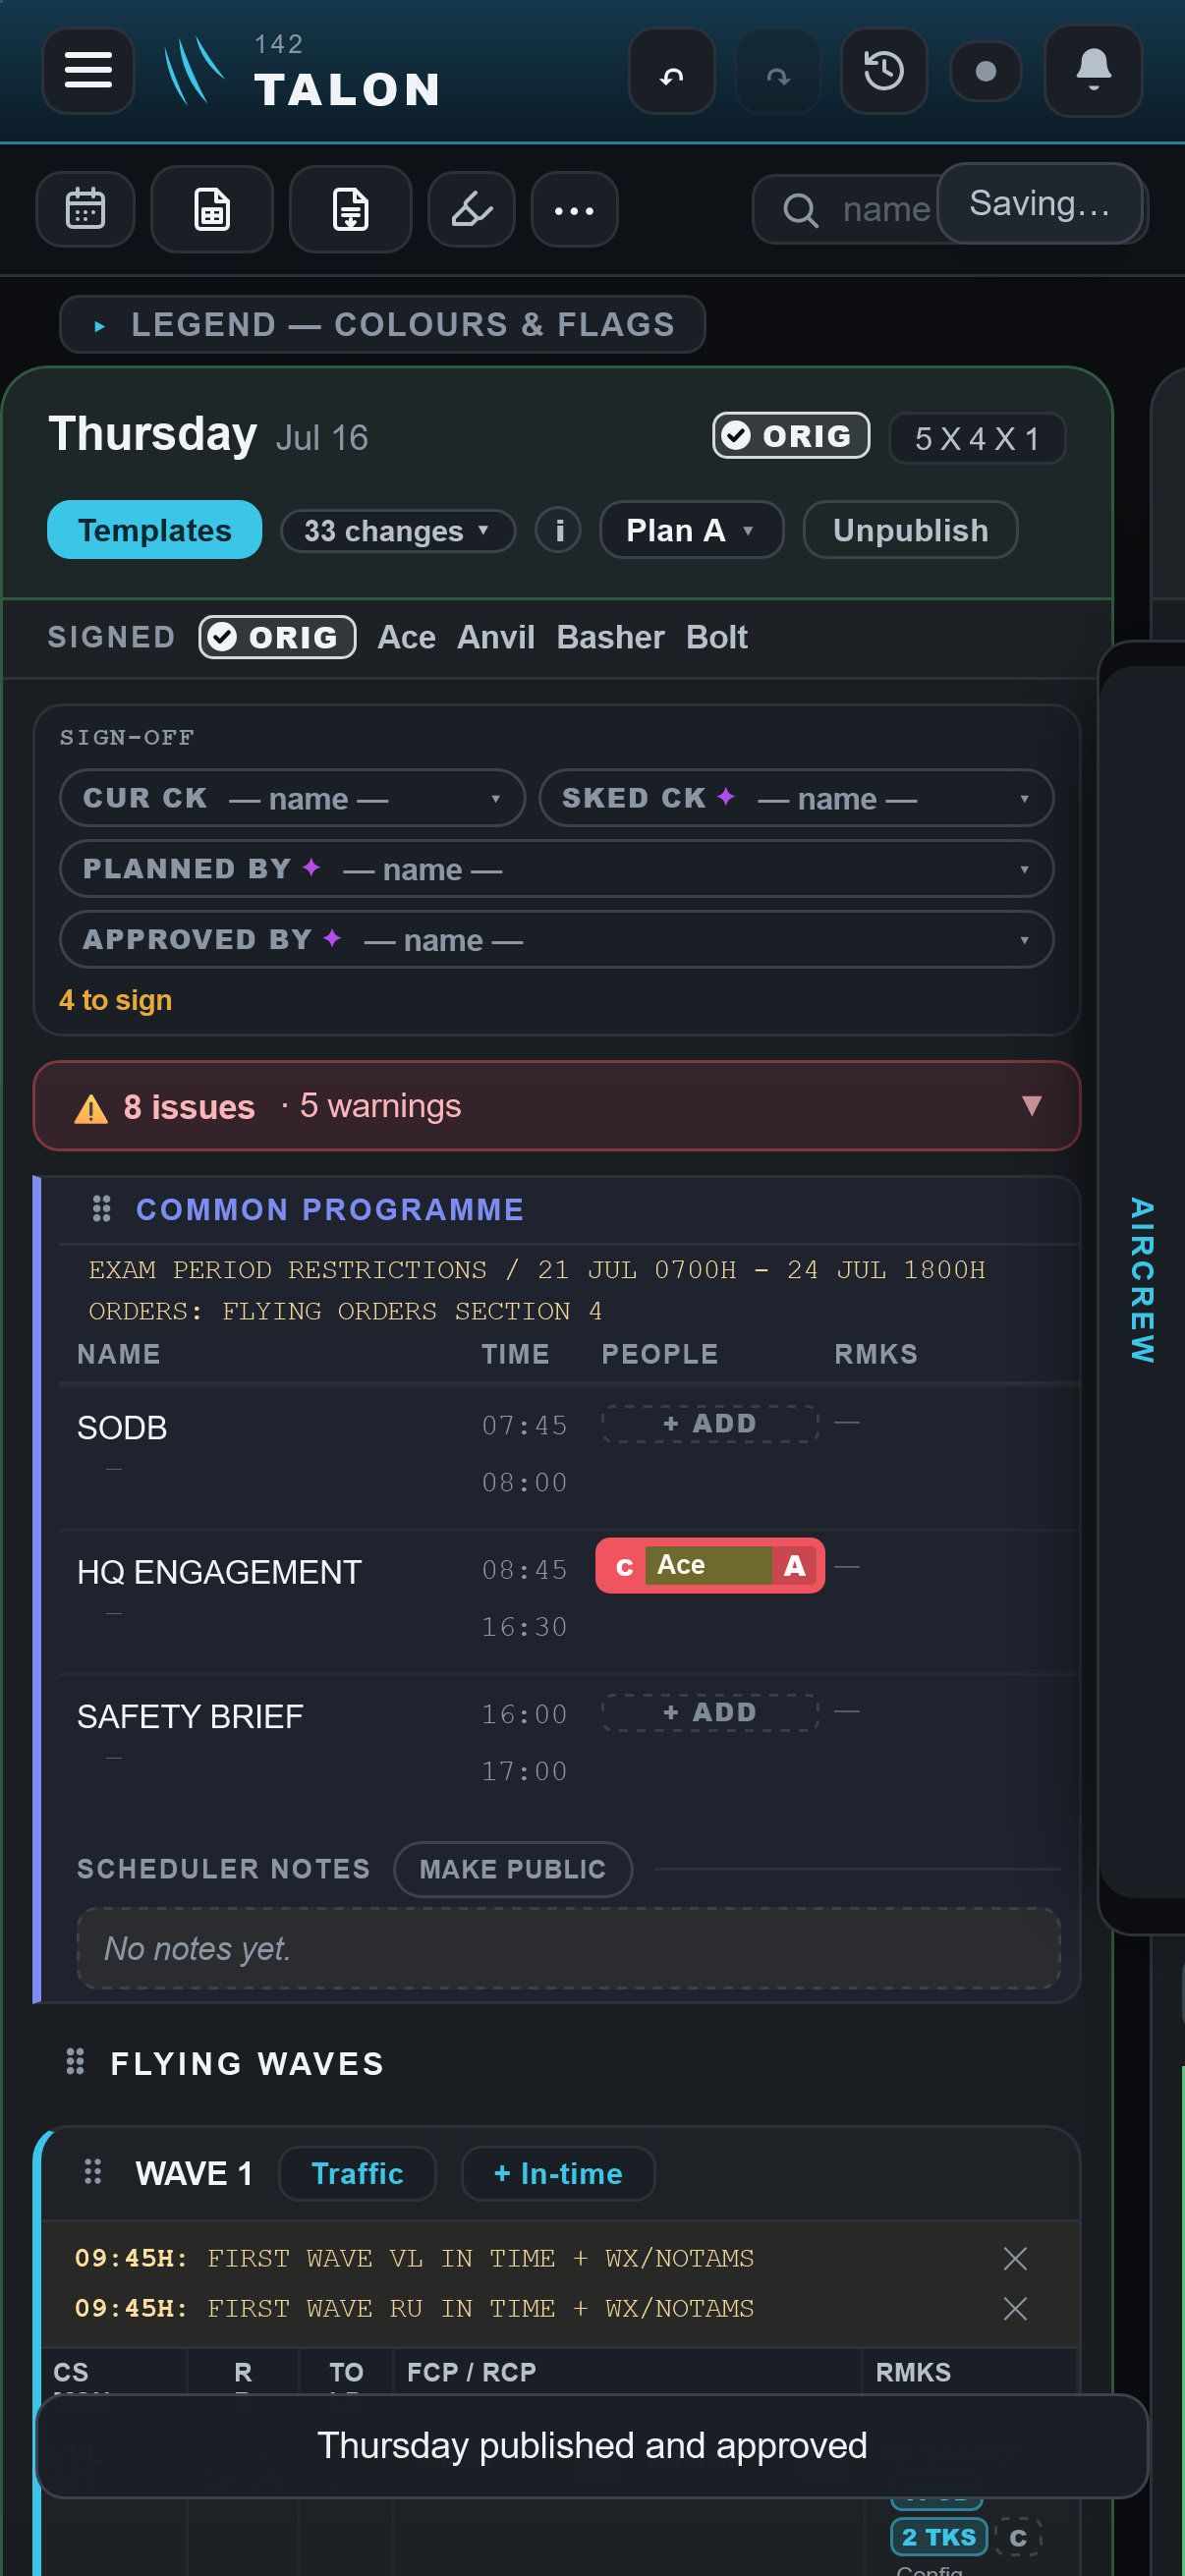 142
TALON
name
Saving...
LEGEND — COLOURS & FLAGS
Thursday Jul 16 ORIG 5 X 4 X 1
Templates 33 changes i Plan A Unpublish
SIGNED ORIG Ace Anvil Basher Bolt
SIGN-OFF
CUR CK — name — SKED CK — name —
PLANNED BY — name —
APPROVED BY — name —
4 to sign
8 issues · 5 warnings
AIRCREW
COMMON PROGRAMME
EXAM PERIOD RESTRICTIONS / 21 JUL 0700H - 24 JUL 1800H
ORDERS: FLYING ORDERS SECTION 4
NAME TIME PEOPLE RMKS
SODB 07:45 + ADD —
— 08:00
HQ ENGAGEMENT 08:45 C Ace A —
— 16:30
SAFETY BRIEF 16:00 + ADD —
— 17:00
SCHEDULER NOTES MAKE PUBLIC
No notes yet.
FLYING WAVES
WAVE 1 Traffic + In-time
09:45H: FIRST WAVE VL IN TIME + WX/NOTAMS
09:45H: FIRST WAVE RU IN TIME + WX/NOTAMS
CS R TO FCP / RCP RMKS
Thursday published and approved
2 TKS C
Config